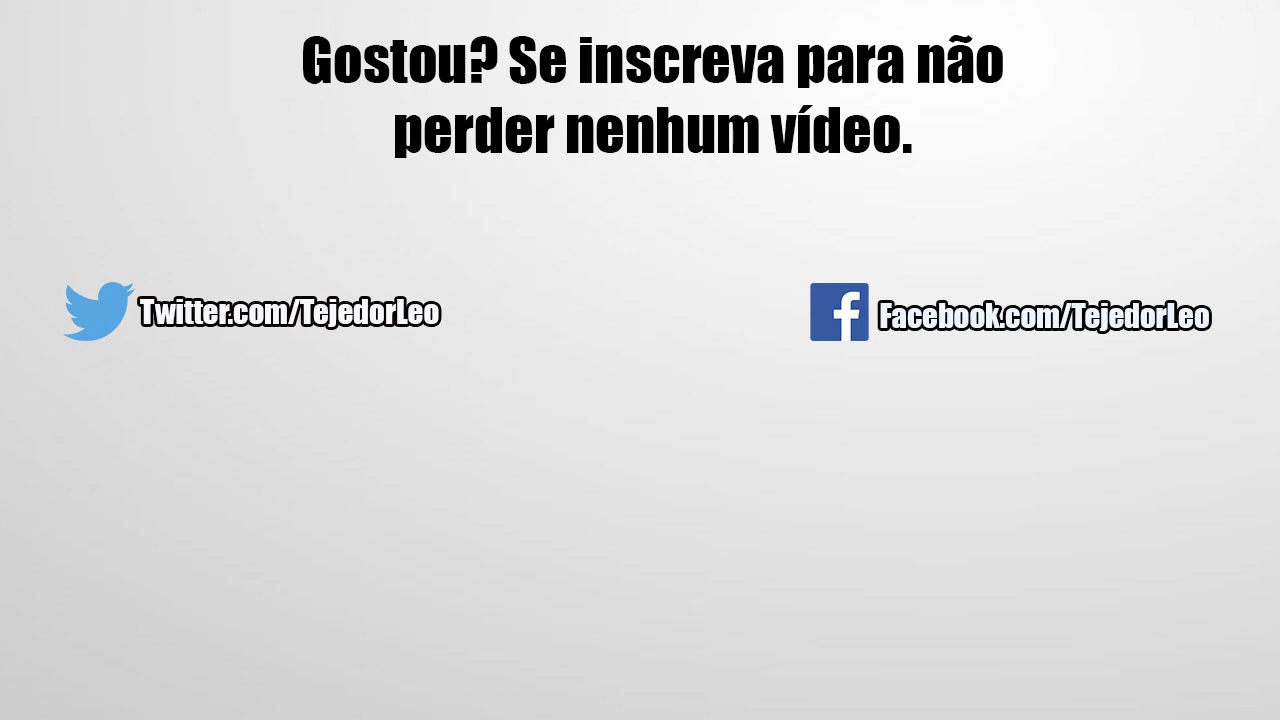 Gostou? Se inscreva para não
perder nenhum vídeo.
Twitter.com/TejedorLeo
Facebook.com/TejedorLeo